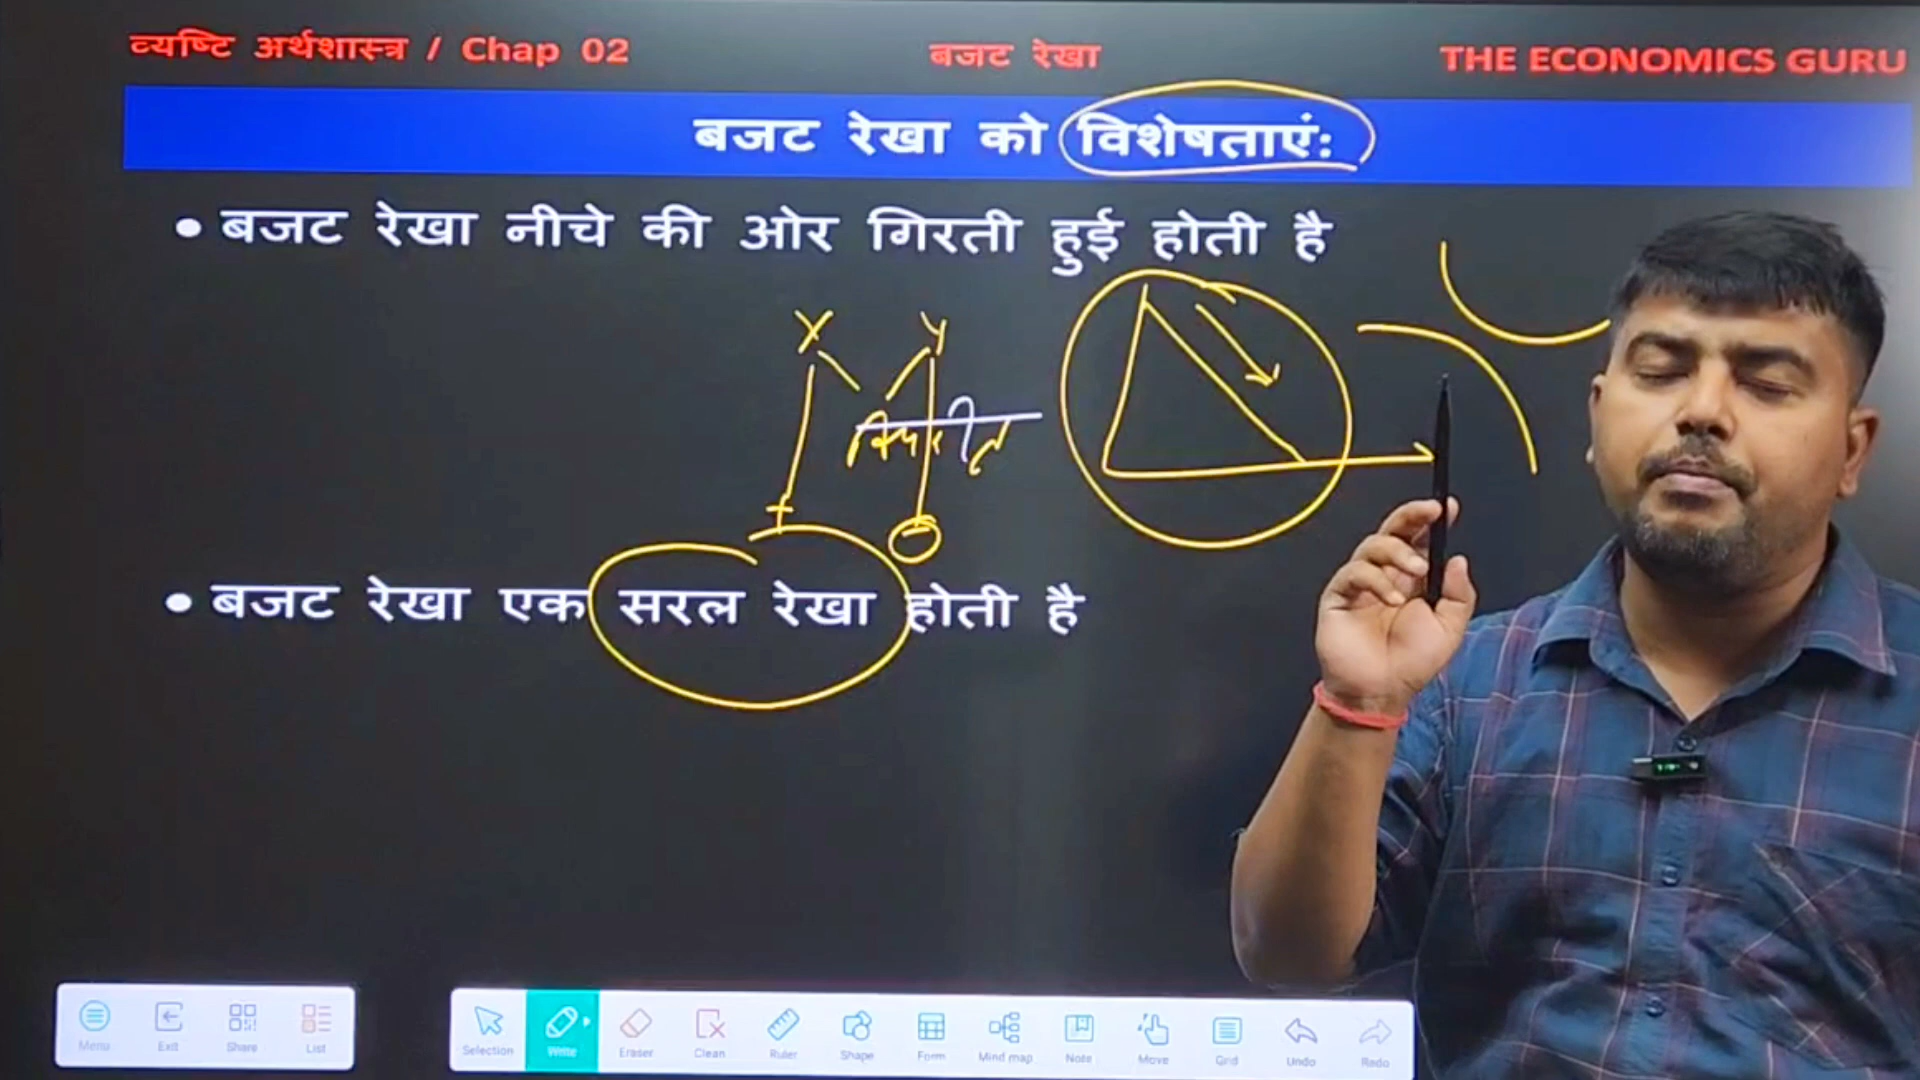 व्यष्टि अर्थशास्त्र / Chap 02
बजट रेखा
THE ECONOMICS GURU
बजट रेखा को विशेषताएं:
• बजट रेखा नीचे की ओर गिरती हुई होती है
X Y
विपरीत
+
• बजट रेखा एक सरल रेखा होती है
Menu Exit Share List
Selection Write Eraser Clean Ruler Shape Form Mind map Note Move Grid Undo Redo